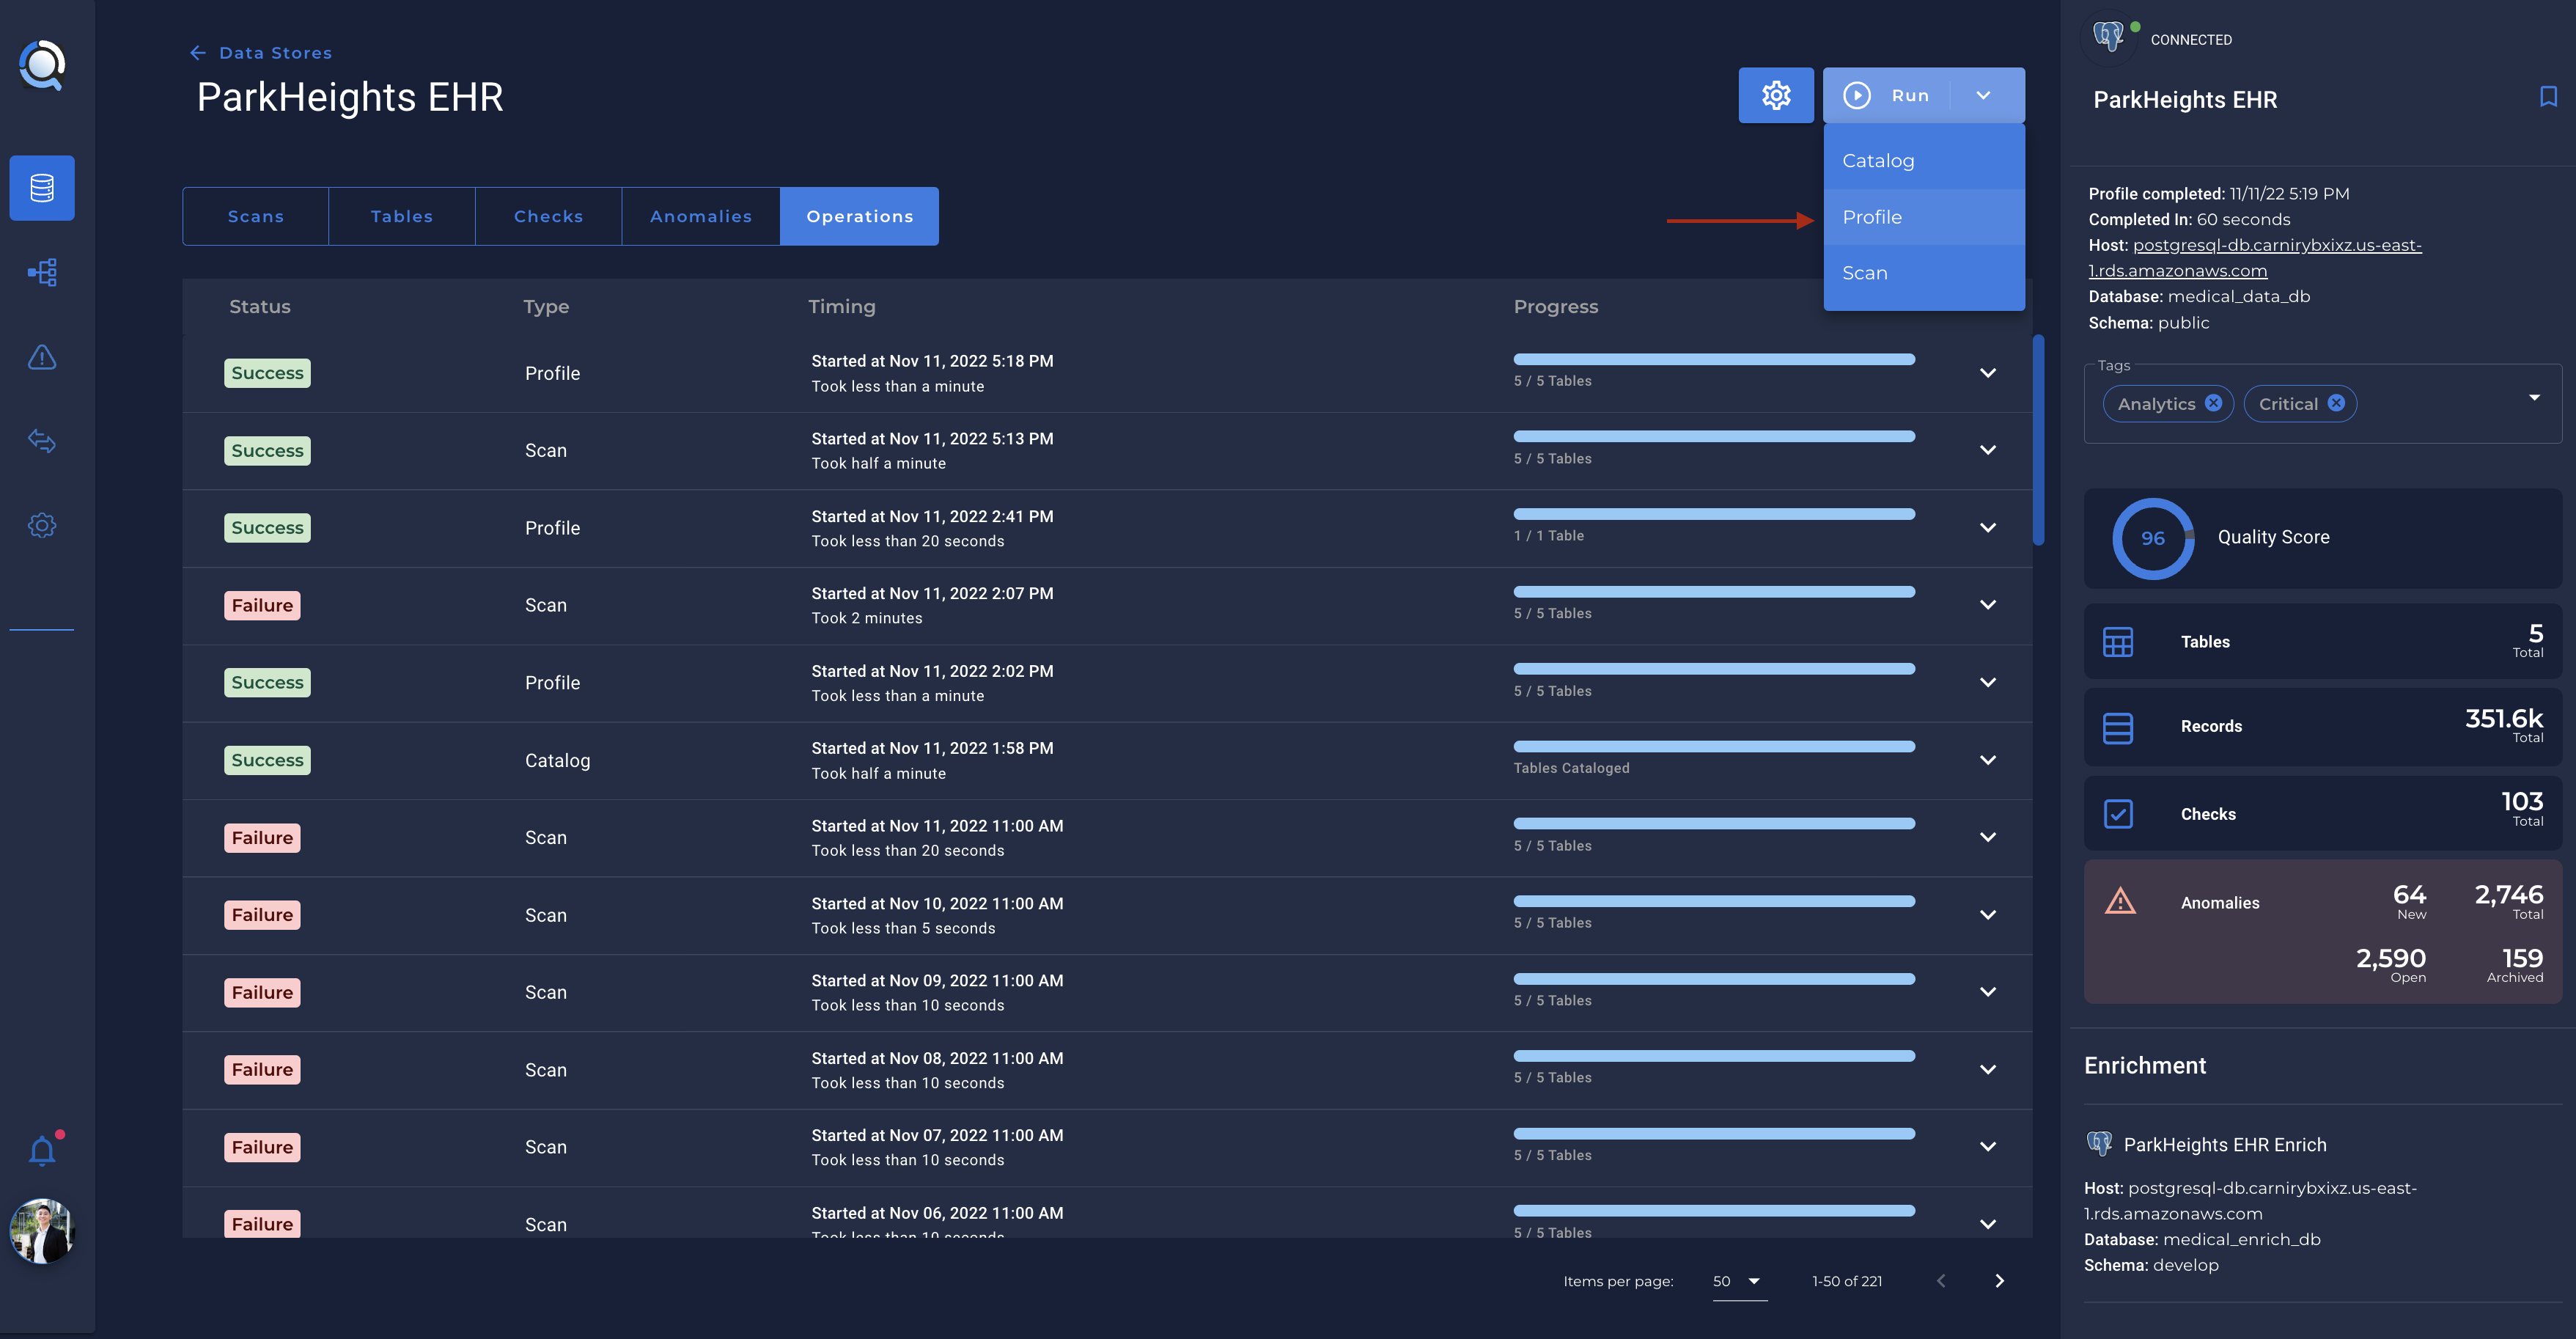 Data Stores
ParkHeights EHR
Run
Catalog
Profile
Scan
Scans
Tables
Checks
Anomalies
Operations
Status
Type
Timing
Progress
Success
Profile
Started at Nov 11, 2022 5:18 PM
Took less than a minute
5 / 5 Tables
Success
Scan
Started at Nov 11, 2022 5:13 PM
Took half a minute
5 / 5 Tables
Success
Profile
Started at Nov 11, 2022 2:41 PM
Took less than 20 seconds
1 / 1 Table
Failure
Scan
Started at Nov 11, 2022 2:07 PM
Took 2 minutes
5 / 5 Tables
Success
Profile
Started at Nov 11, 2022 2:02 PM
Took less than a minute
5 / 5 Tables
Success
Catalog
Started at Nov 11, 2022 1:58 PM
Took half a minute
Tables Cataloged
Failure
Scan
Started at Nov 11, 2022 11:00 AM
Took less than 20 seconds
5 / 5 Tables
Failure
Scan
Started at Nov 10, 2022 11:00 AM
Took less than 5 seconds
5 / 5 Tables
Failure
Scan
Started at Nov 09, 2022 11:00 AM
Took less than 10 seconds
5 / 5 Tables
Failure
Scan
Started at Nov 08, 2022 11:00 AM
Took less than 10 seconds
5 / 5 Tables
Failure
Scan
Started at Nov 07, 2022 11:00 AM
Took less than 10 seconds
5 / 5 Tables
Failure
Scan
Started at Nov 06, 2022 11:00 AM
Took less than 10 seconds
5 / 5 Tables
Items per page:
50
1-50 of 221
CONNECTED
ParkHeights EHR
Profile completed: 11/11/22 5:19 PM
Completed In: 60 seconds
Host: postgresql-db.carnirybxixz.us-east-
1.rds.amazonaws.com
Database: medical_data_db
Schema: public
Tags
Analytics
Critical
96
Quality Score
Tables
5
Total
Records
351.6k
Total
Checks
103
Total
Anomalies
64
New
2,746
Total
2,590
Open
159
Archived
Enrichment
ParkHeights EHR Enrich
Host: postgresql-db.carnirybxixz.us-east-
1.rds.amazonaws.com
Database: medical_enrich_db
Schema: develop